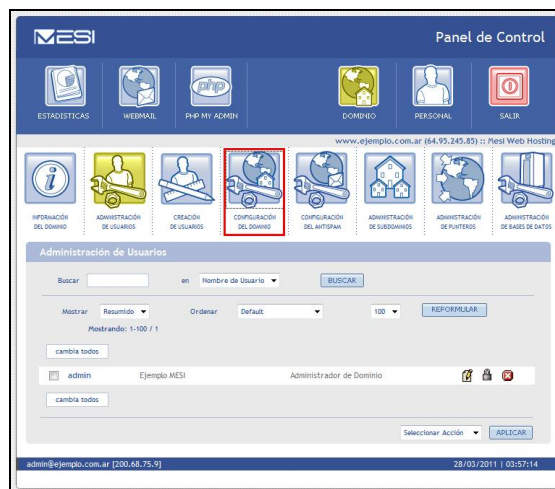 MESI
Panel de Control
ESTADISTICAS WEBMAIL PHP MY ADMIN DOMINIO PERSONAL SALIR
www.ejemplo.com.ar (64.95.245.85) :: Mesi Web Hosting
INFORMACIÓN DEL DOMINIO
ADMINISTRACIÓN DE USUARIOS
CREACIÓN DE USUARIOS
CONFIGURACIÓN DEL DOMINIO
CONFIGURACIÓN DEL ANTISPAM
ADMINISTRACIÓN DE SUBDOMINIOS
ADMINISTRACIÓN DE PUNTEROS
ADMINISTRACIÓN DE BASES DE DATOS
Administración de Usuarios
Buscar en Nombre de Usuario BUSCAR
Mostrar Resumido Ordenar Default 100 REFORMULAR
Mostrando: 1-100 / 1
cambia todos
admin Ejemplo MESI Administrador de Dominio
cambia todos
Seleccionar Acción APLICAR
admin@ejemplo.com.ar [200.68.75.9] 28/03/2011 | 03:57:14